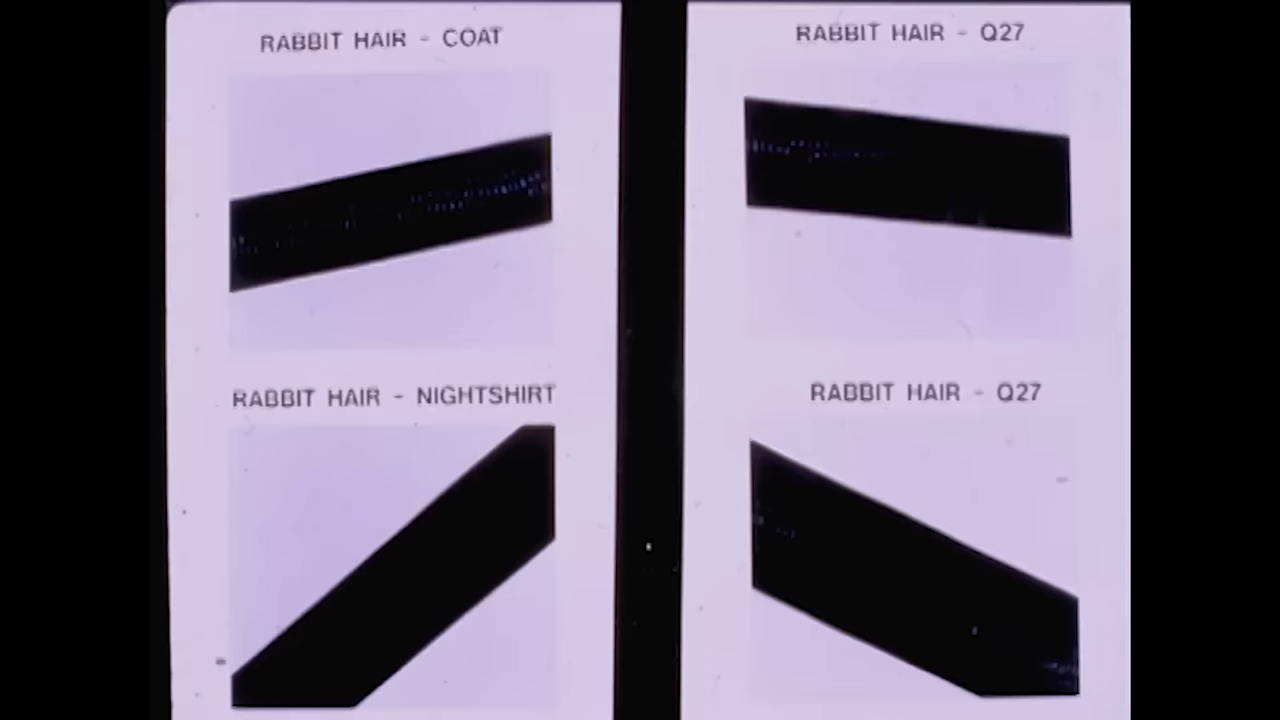 RABBIT HAIR - COAT
RABBIT HAIR - Q27
RABBIT HAIR - NIGHTSHIRT
RABBIT HAIR - Q27